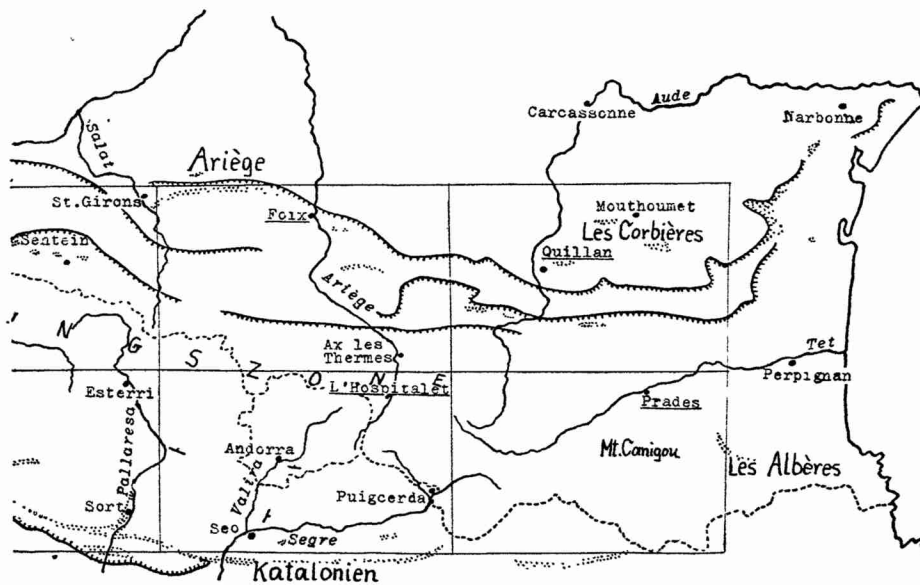 Carcassonne
Aude
Narbonne
Salat
Ariège
St.Girons
Foix
Mouthoumet
Les Corbières
Sentein
Quillan
Ariège
N G S Z O N E
Ax les
Thermes
Tet
Perpignan
Esterri
L'Hospitalet
Prades
Pallaresa
Andorra
Mt.Canigou
Les Albères
Valira
Puigcerda
Sort
Seo
Segre
Katalonien